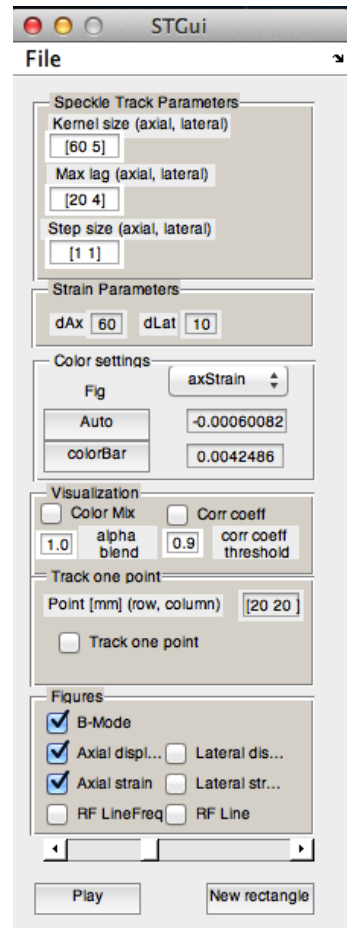 STGui
File
Speckle Track Parameters
Kernel size (axial, lateral)
[60 5]
Max lag (axial, lateral)
[20 4]
Step size (axial, lateral)
[1 1]
Strain Parameters
dAx 60 dLat 10
Color settings
Fig axStrain
Auto -0.00060082
colorBar 0.0042486
Visualization
Color Mix Corr coeff
1.0 alpha blend 0.9 corr coeff threshold
Track one point
Point [mm] (row, column) [20 20 ]
Track one point
Figures
B-Mode
Axial displ... Lateral dis...
Axial strain Lateral str...
RF LineFreq RF Line
Play New rectangle